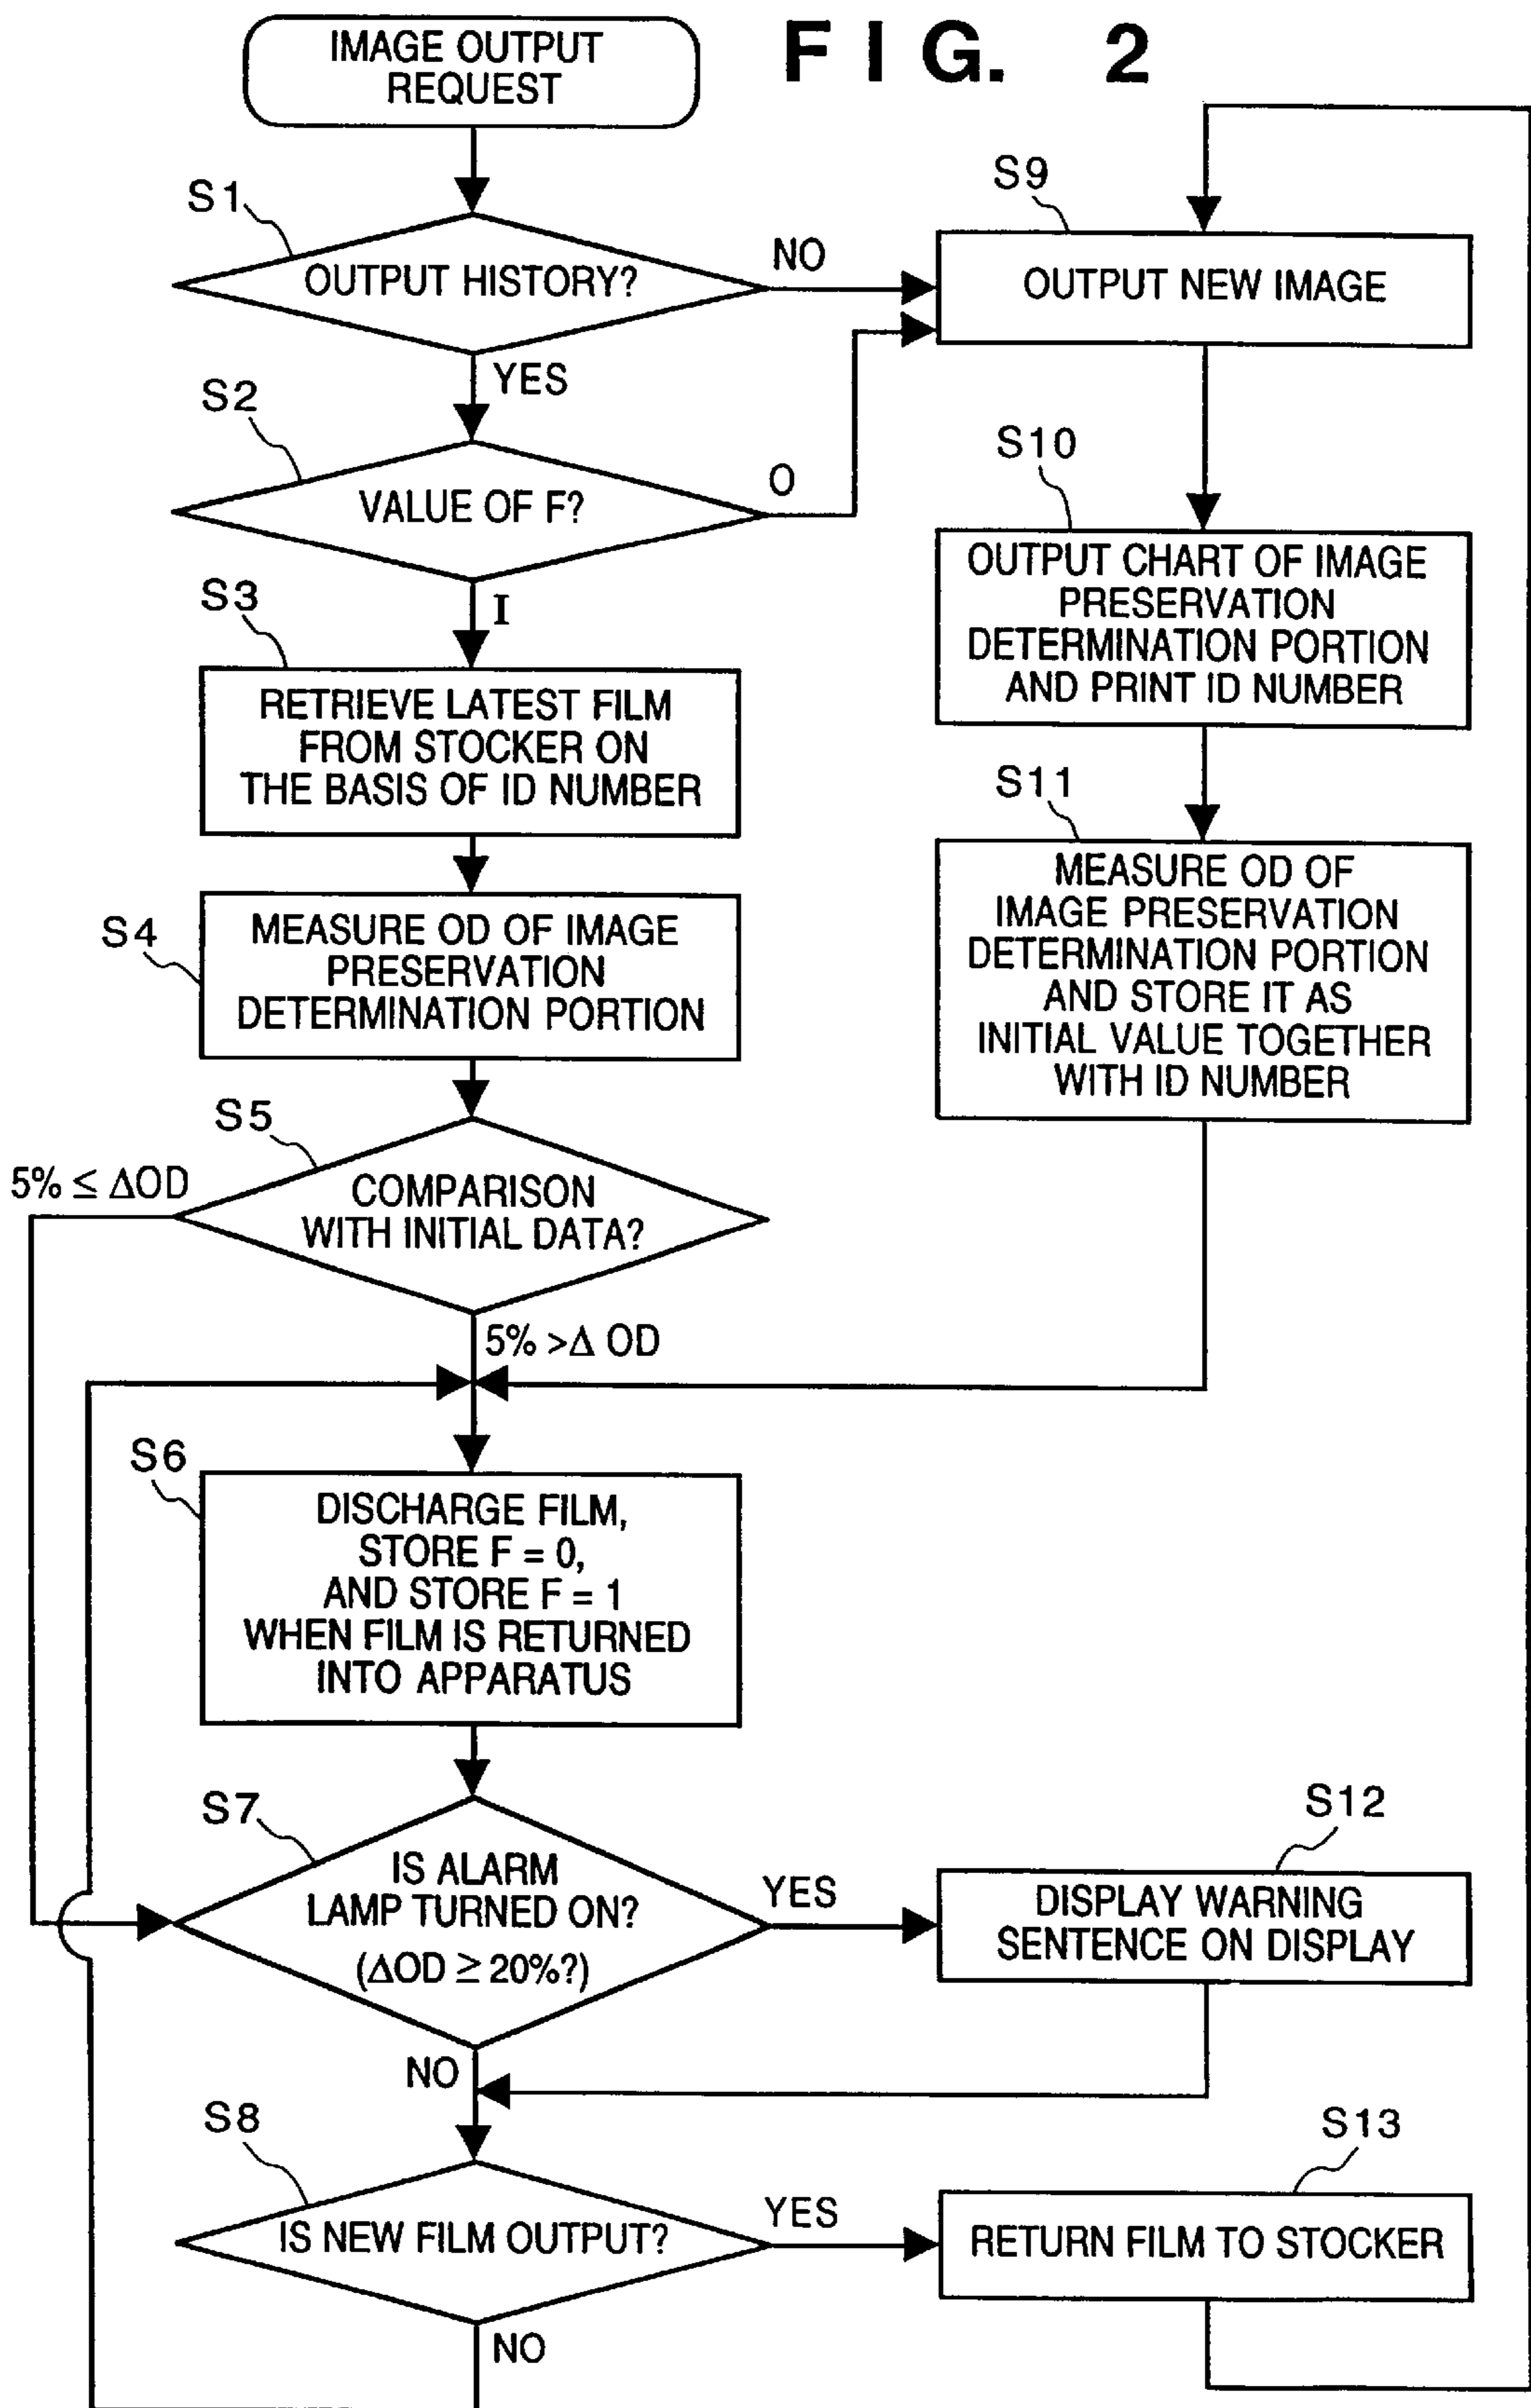 FIG. 2
IMAGE OUTPUT
REQUEST
S1
OUTPUT HISTORY?
NO
YES
S2
VALUE OF F?
O
I
S3
RETRIEVE LATEST FILM
FROM STOCKER ON
THE BASIS OF ID NUMBER
S4
MEASURE OD OF IMAGE
PRESERVATION
DETERMINATION PORTION
S5
COMPARISON
WITH INITIAL DATA?
5% ≤ ΔOD
5% >Δ OD
S6
DISCHARGE FILM,
STORE F = 0,
AND STORE F = 1
WHEN FILM IS RETURNED
INTO APPARATUS
S7
IS ALARM
LAMP TURNED ON?
(ΔOD ≥ 20%?)
YES
NO
S8
IS NEW FILM OUTPUT?
YES
NO
S9
OUTPUT NEW IMAGE
S10
OUTPUT CHART OF IMAGE
PRESERVATION
DETERMINATION PORTION
AND PRINT ID NUMBER
S11
MEASURE OD OF
IMAGE PRESERVATION
DETERMINATION PORTION
AND STORE IT AS
INITIAL VALUE TOGETHER
WITH ID NUMBER
S12
DISPLAY WARNING
SENTENCE ON DISPLAY
S13
RETURN FILM TO STOCKER